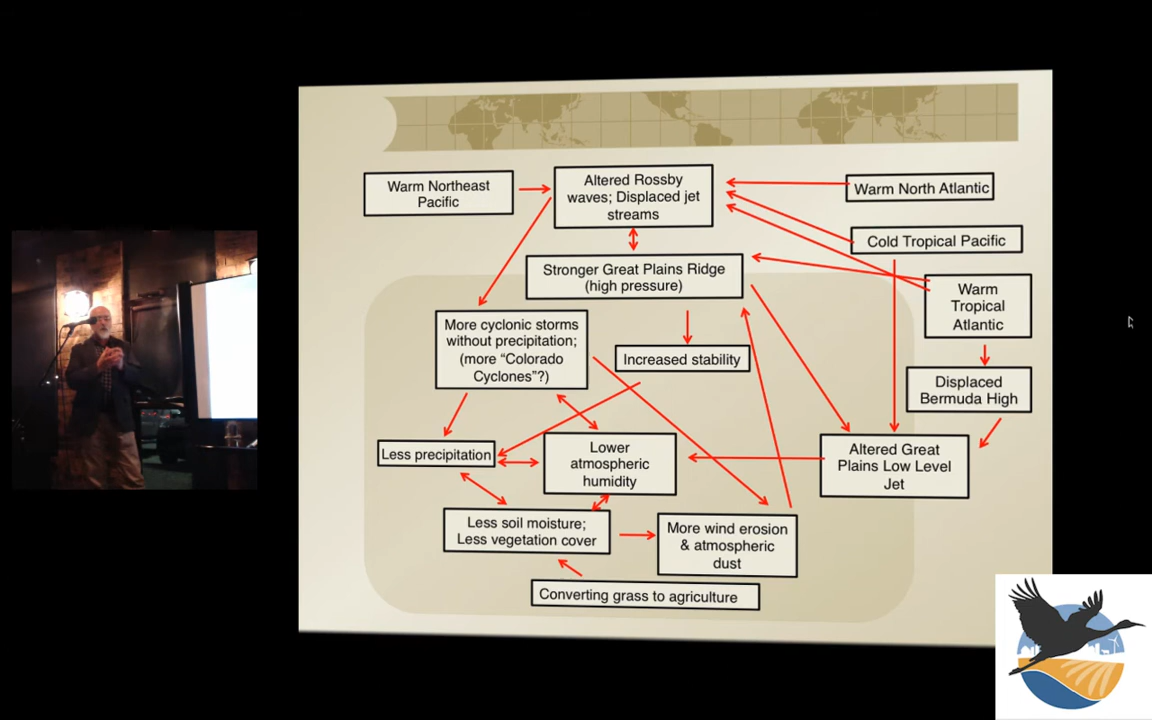 Warm Northeast
Pacific
Altered Rossby
waves; Displaced jet
streams
Warm North Atlantic
Cold Tropical Pacific
Stronger Great Plains Ridge
(high pressure)
Warm
Tropical
Atlantic
More cyclonic storms
without precipitation;
(more “Colorado
Cyclones”?)
Increased stability
Displaced
Bermuda High
Less precipitation
Lower
atmospheric
humidity
Altered Great
Plains Low Level
Jet
Less soil moisture;
Less vegetation cover
More wind erosion
& atmospheric
dust
Converting grass to agriculture